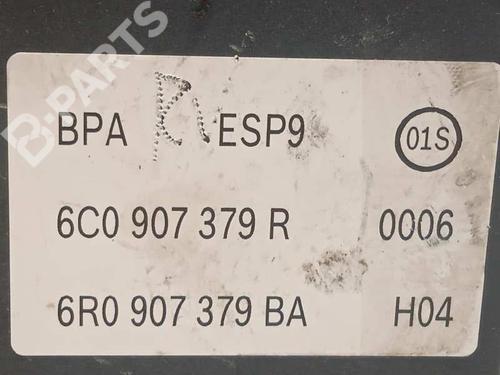 B-PARTS
BPA ESP9 01S
6C0 907 379 R 0006
6R0 907 379 BA H04